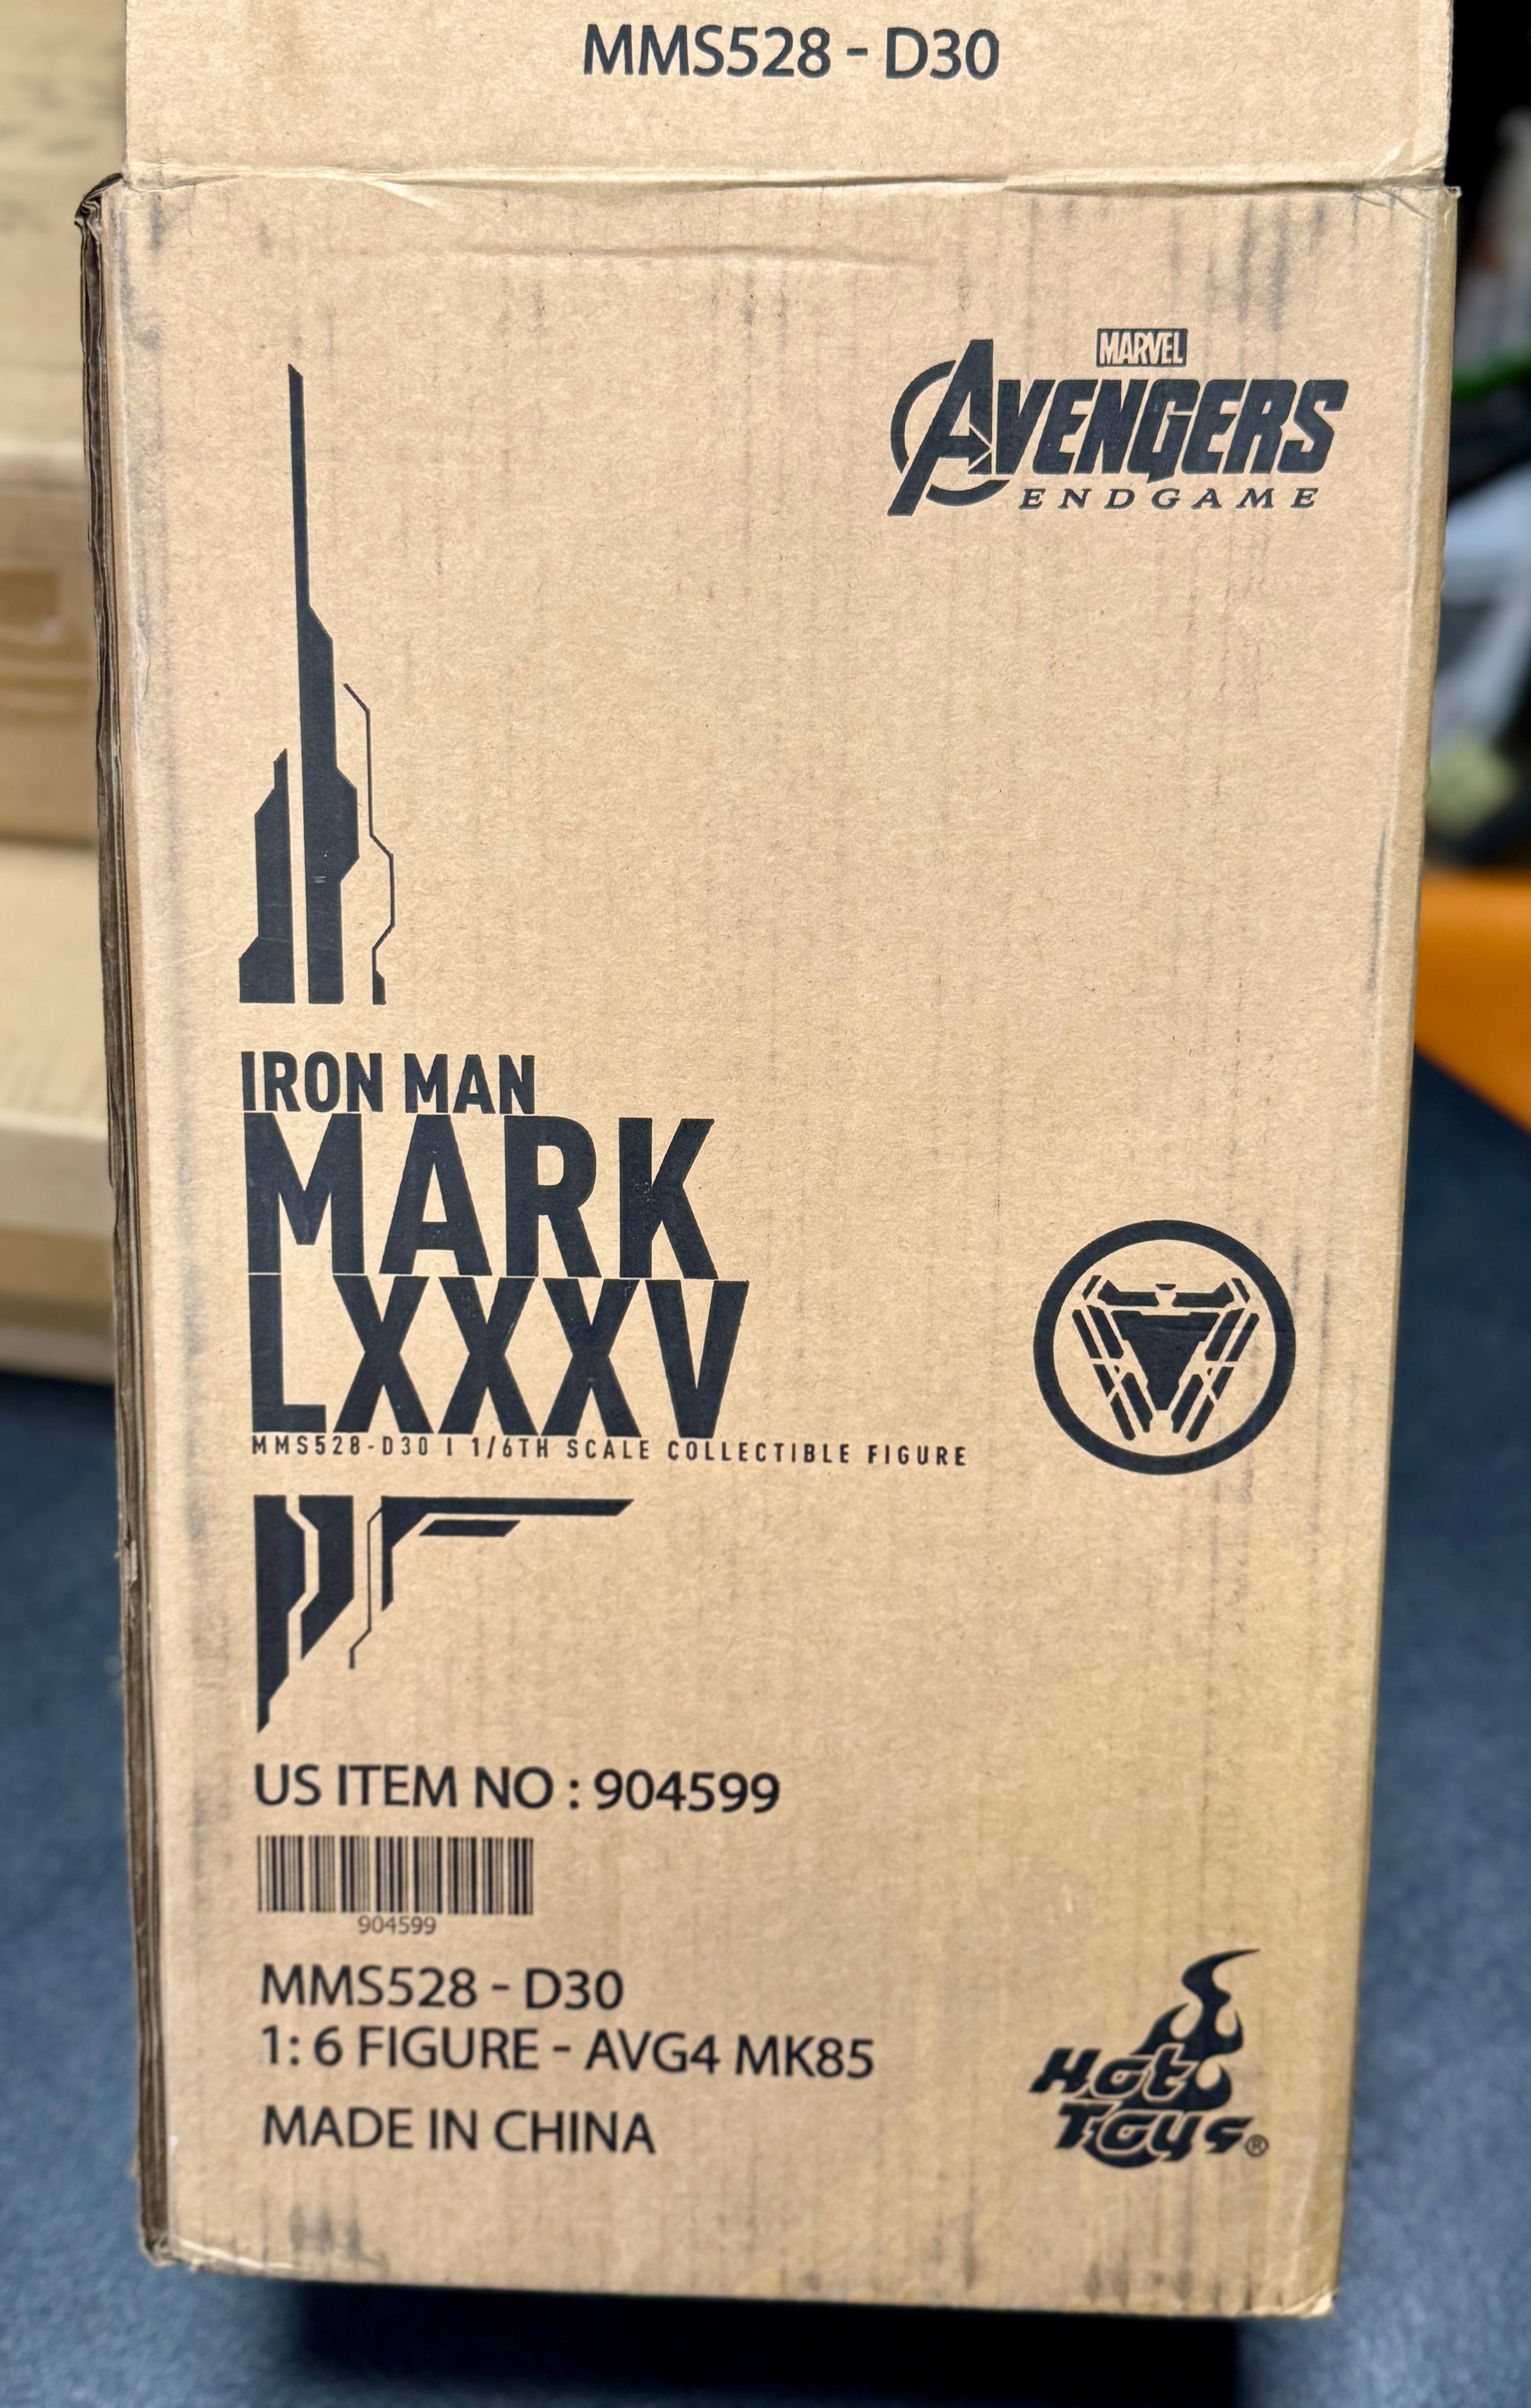 MMS528 - D30
MARVEL
AVENGERS
ENDGAME
IRON MAN
MARK
LXXXV
MMS528-D30 | 1/6TH SCALE COLLECTIBLE FIGURE
US ITEM NO : 904599
904599
MMS528 - D30
1: 6 FIGURE - AVG4 MK85
MADE IN CHINA
Hot
Toys®